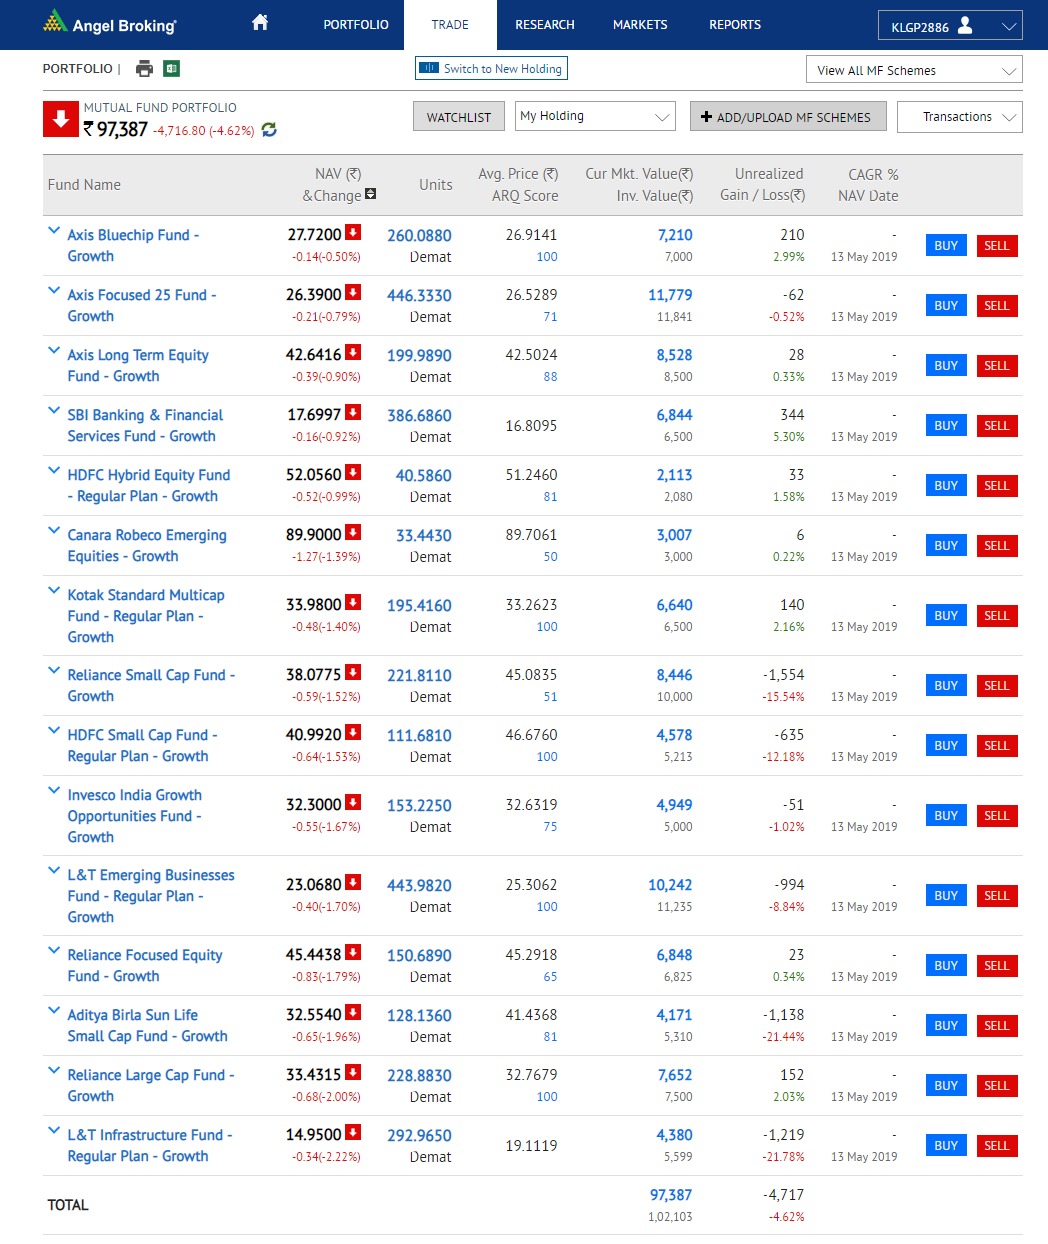 Angel Broking
PORTFOLIO TRADE RESEARCH MARKETS REPORTS KLGP2886
PORTFOLIO | Switch to New Holding View All MF Schemes
MUTUAL FUND PORTFOLIO
₹ 97,387 -4,716.80 (-4.62%) WATCHLIST My Holding + ADD/UPLOAD MF SCHEMES Transactions
Fund Name NAV (₹) &Change Units Avg. Price (₹) ARQ Score Cur Mkt. Value(₹) Inv. Value(₹) Unrealized Gain / Loss(₹) CAGR % NAV Date
Axis Bluechip Fund - 27.7200 260.0880 26.9141 7,210 210 - BUY SELL
Growth -0.14(-0.50%) Demat 100 7,000 2.99% 13 May 2019
Axis Focused 25 Fund - 26.3900 446.3330 26.5289 11,779 -62 - BUY SELL
Growth -0.21(-0.79%) Demat 71 11,841 -0.52% 13 May 2019
Axis Long Term Equity 42.6416 199.9890 42.5024 8,528 28 - BUY SELL
Fund - Growth -0.39(-0.90%) Demat 88 8,500 0.33% 13 May 2019
SBI Banking & Financial 17.6997 386.6860 16.8095 6,844 344 - BUY SELL
Services Fund - Growth -0.16(-0.92%) Demat 6,500 5.30% 13 May 2019
HDFC Hybrid Equity Fund 52.0560 40.5860 51.2460 2,113 33 - BUY SELL
- Regular Plan - Growth -0.52(-0.99%) Demat 81 2,080 1.58% 13 May 2019
Canara Robeco Emerging 89.9000 33.4430 89.7061 3,007 6 - BUY SELL
Equities - Growth -1.27(-1.39%) Demat 50 3,000 0.22% 13 May 2019
Kotak Standard Multicap
Fund - Regular Plan - 33.9800 195.4160 33.2623 6,640 140 - BUY SELL
Growth -0.48(-1.40%) Demat 100 6,500 2.16% 13 May 2019
Reliance Small Cap Fund - 38.0775 221.8110 45.0835 8,446 -1,554 - BUY SELL
Growth -0.59(-1.52%) Demat 51 10,000 -15.54% 13 May 2019
HDFC Small Cap Fund - 40.9920 111.6810 46.6760 4,578 -635 - BUY SELL
Regular Plan - Growth -0.64(-1.53%) Demat 100 5,213 -12.18% 13 May 2019
Invesco India Growth
Opportunities Fund - 32.3000 153.2250 32.6319 4,949 -51 - BUY SELL
Growth -0.55(-1.67%) Demat 75 5,000 -1.02% 13 May 2019
L&T Emerging Businesses
Fund - Regular Plan - 23.0680 443.9820 25.3062 10,242 -994 - BUY SELL
Growth -0.40(-1.70%) Demat 100 11,235 -8.84% 13 May 2019
Reliance Focused Equity 45.4438 150.6890 45.2918 6,848 23 - BUY SELL
Fund - Growth -0.83(-1.79%) Demat 65 6,825 0.34% 13 May 2019
Aditya Birla Sun Life 32.5540 128.1360 41.4368 4,171 -1,138 - BUY SELL
Small Cap Fund - Growth -0.65(-1.96%) Demat 81 5,310 -21.44% 13 May 2019
Reliance Large Cap Fund - 33.4315 228.8830 32.7679 7,652 152 - BUY SELL
Growth -0.68(-2.00%) Demat 100 7,500 2.03% 13 May 2019
L&T Infrastructure Fund - 14.9500 292.9650 19.1119 4,380 -1,219 - BUY SELL
Regular Plan - Growth -0.34(-2.22%) Demat 5,599 -21.78% 13 May 2019
TOTAL 97,387 -4,717
1,02,103 -4.62%